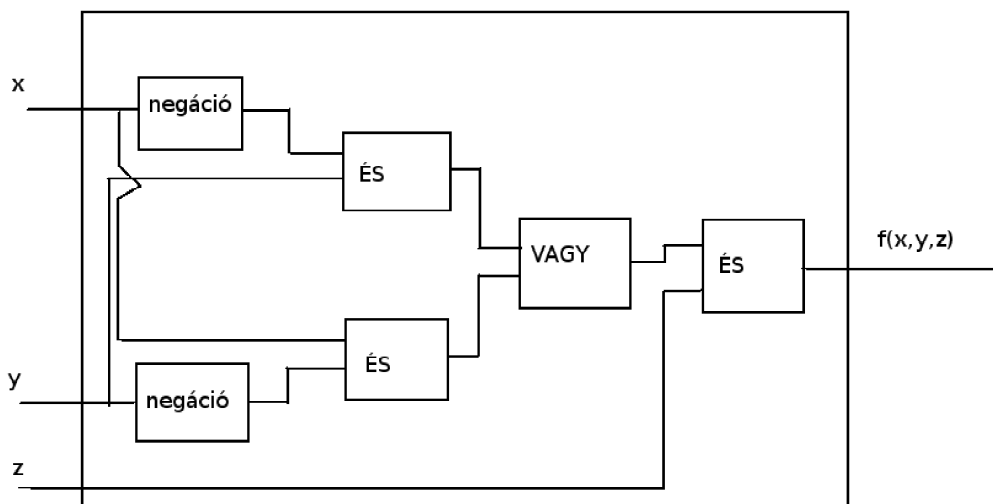 x
negáció
ÉS
VAGY
ÉS
f(x,y,z)
ÉS
y
negáció
z